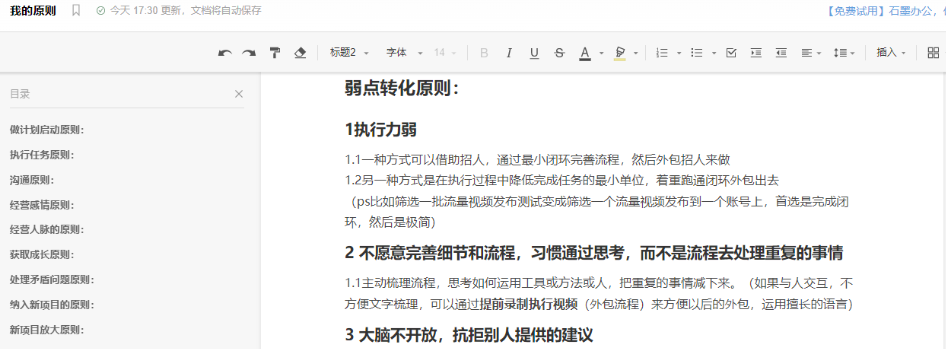 我的原则
今天 17:30 更新，文档将自动保存
【免费试用】石墨办公，
标题2
字体
14
B
I
U
S
A
插入
目录
做计划启动原则：
执行任务原则：
沟通原则：
经营感情原则：
经营人脉的原则：
获取成长原则：
处理矛盾问题原则：
纳入新项目的原则：
新项目放大原则：
弱点转化原则：
1执行力弱
1.1一种方式可以借助招人，通过最小闭环完善流程，然后外包招人来做
1.2另一种方式是在执行过程中降低完成任务的最小单位，着重跑通闭环外包出去
（ps比如筛选一批流量视频发布测试变成筛选一个流量视频发布到一个账号上，首选是完成闭
环，然后是极简）
2 不愿意完善细节和流程，习惯通过思考，而不是流程去处理重复的事情
1.1主动梳理流程，思考如何运用工具或方法或人，把重复的事情减下来。（如果与人交互，不
方便文字梳理，可以通过提前录制执行视频（外包流程）来方便以后的外包，运用擅长的语言）
3 大脑不开放，抗拒别人提供的建议